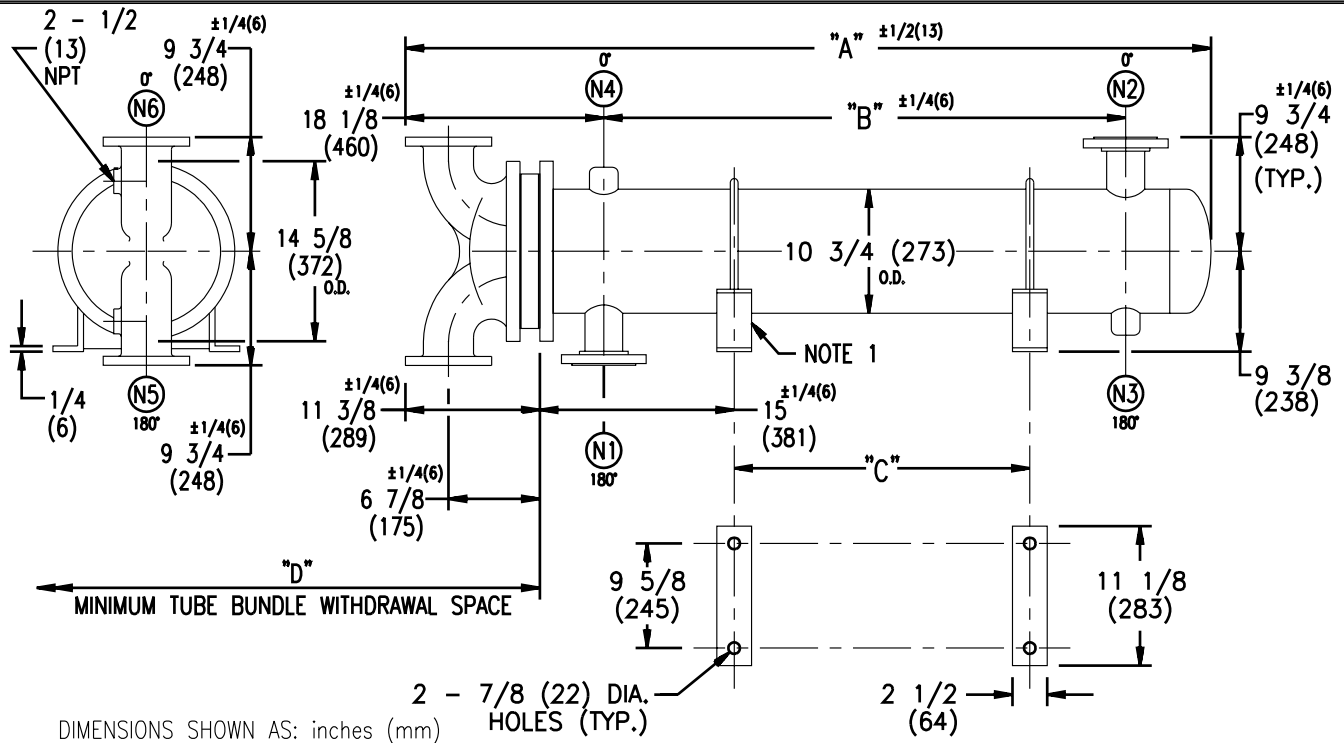 2 - 1/2
(13)
NPT
±1/4(6)
9 3/4
(248)
0°
N6
"A" ±1/2(13)
±1/4(6)
18 1/8
(460)
0°
N4
"B" ±1/4(6)
0°
N2
±1/4(6)
9 3/4
(248)
(TYP.)
14 5/8
(372)
O.D.
10 3/4 (273)
O.D.
NOTE 1
1/4
(6)
N5
180°
±1/4(6)
9 3/4
(248)
±1/4(6)
11 3/8
(289)
N1
180°
±1/4(6)
15
(381)
N3
180°
9 3/8
(238)
±1/4(6)
6 7/8
(175)
"C"
"D"
MINIMUM TUBE BUNDLE WITHDRAWAL SPACE
9 5/8
(245)
11 1/8
(283)
2 - 7/8 (22) DIA.
HOLES (TYP.)
2 1/2
(64)
DIMENSIONS SHOWN AS: inches (mm)